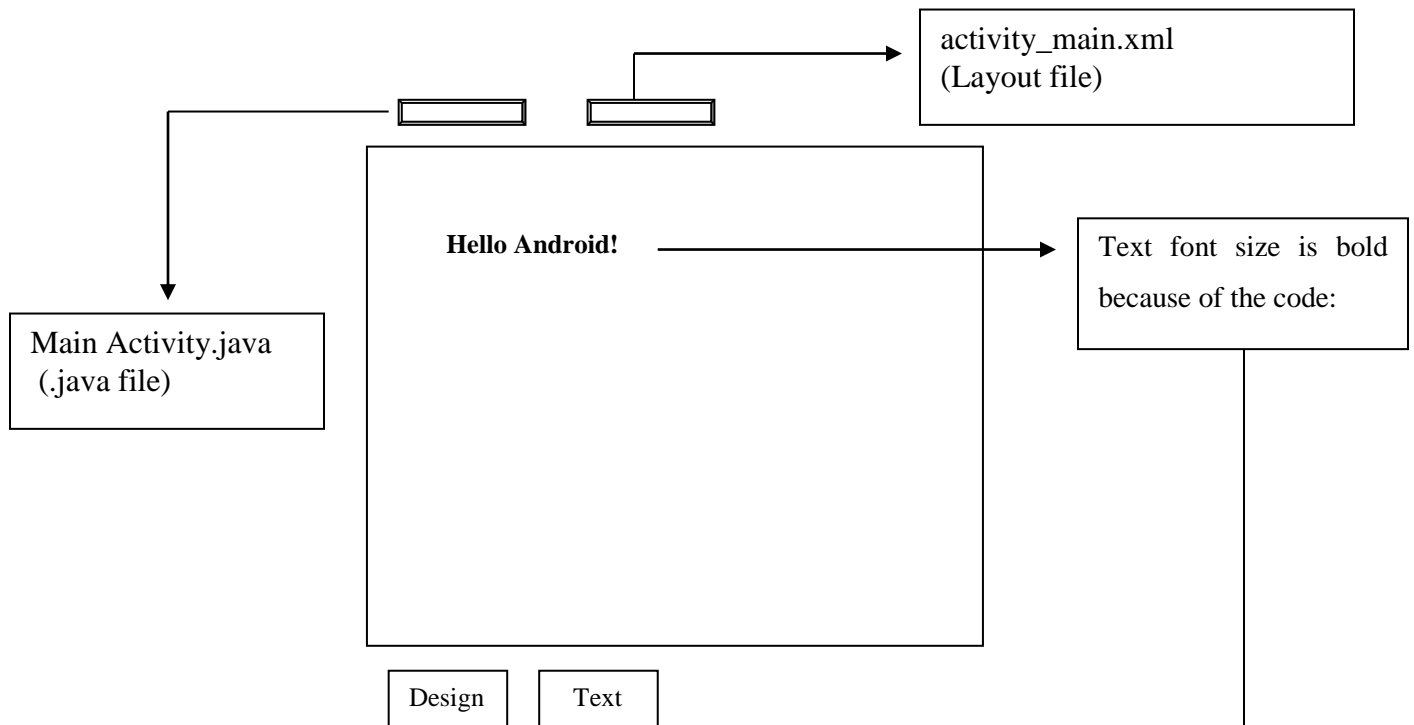 activity_main.xml
(Layout file)
Hello Android!
Text font size is bold
because of the code:
Main Activity.java
(.java file)
Design
Text